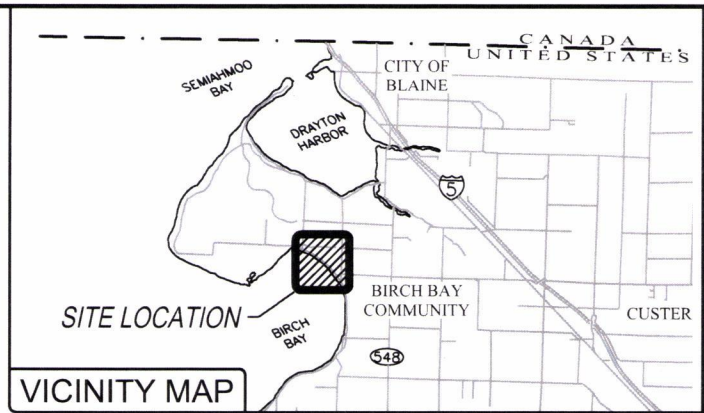 CANADA
UNITED STATES
SEMIAHMOO
BAY
CITY OF
BLAINE
DRAYTON
HARBOR
5
SITE LOCATION
BIRCH BAY
COMMUNITY
CUSTER
BIRCH
BAY
548
VICINITY MAP